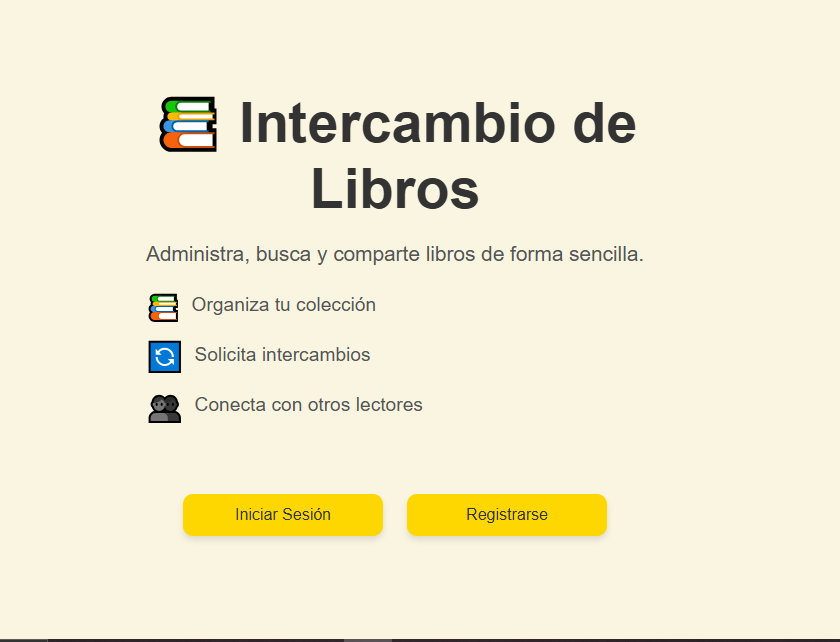 Intercambio de
Libros
Administra, busca y comparte libros de forma sencilla.
Organiza tu colección
Solicita intercambios
Conecta con otros lectores
Iniciar Sesión
Registrarse